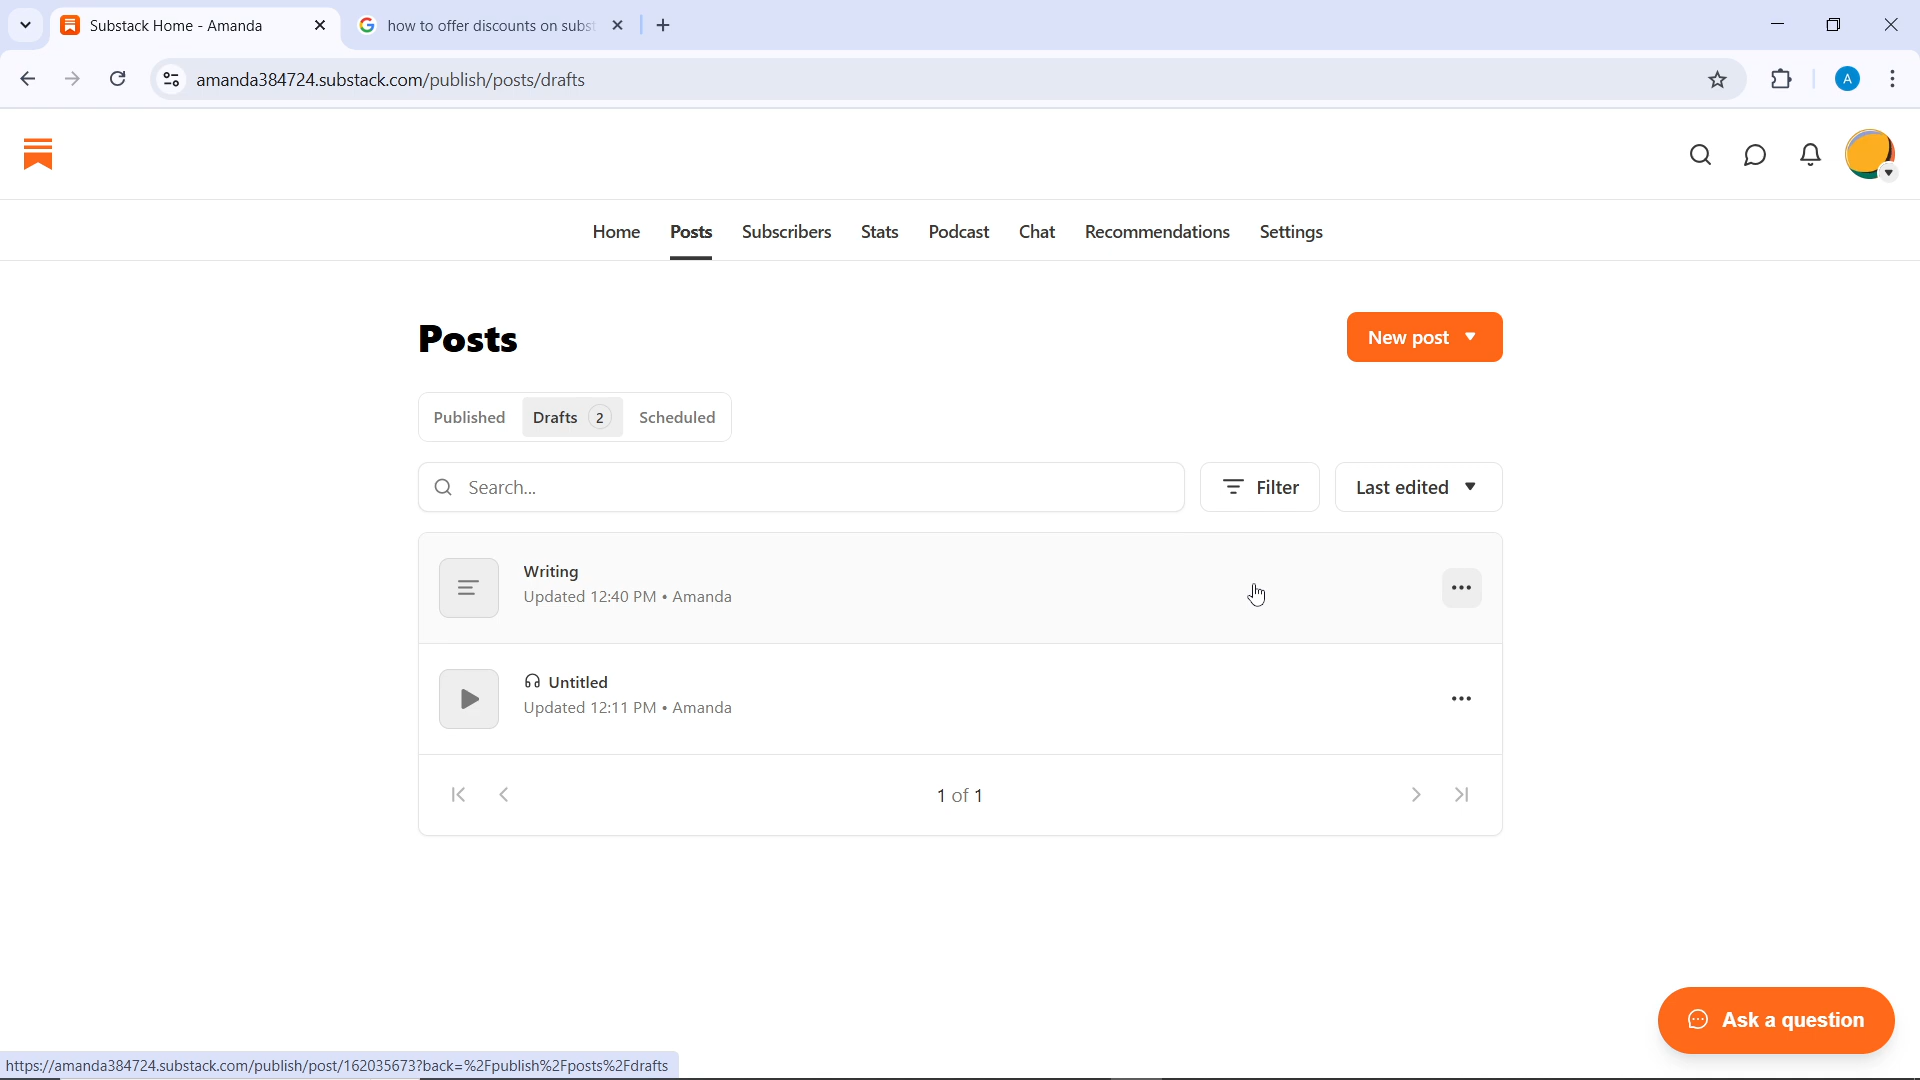 Substack Home - Amanda
how to offer discounts on subst
amanda384724.substack.com/publish/posts/drafts
A
Home Posts Subscribers Stats Podcast Chat Recommendations Settings
Posts
New post
Published Drafts 2 Scheduled
Search...
Filter
Last edited
Writing
Updated 12:40 PM • Amanda
Untitled
Updated 12:11 PM • Amanda
1 of 1
Ask a question
https://amanda384724.substack.com/publish/post/162035673?back=%2Fpublish%2Fposts%2Fdrafts